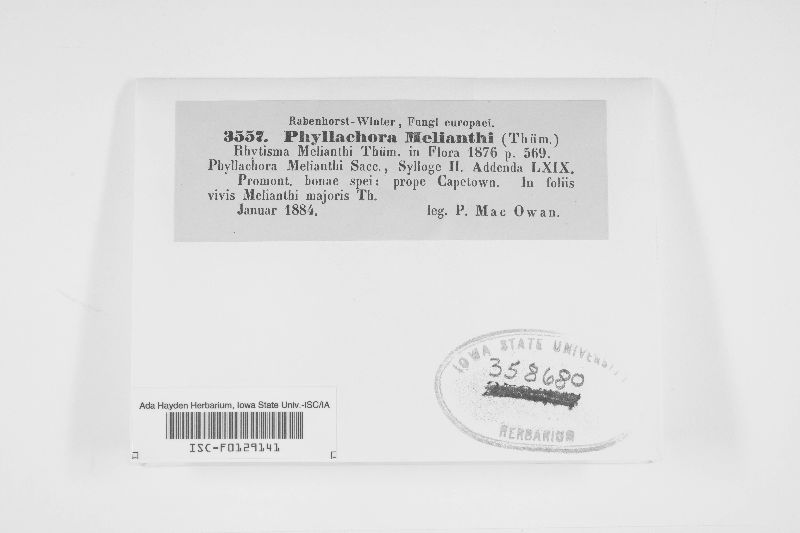 Rabenhorst-Winter, Fungi europaei.
3557. Phyllachora Melianthi (Thüm.)
Rhytisma Melianthi Thüm. in Flora 1876 p. 569.
Phyllachora Melianthi Sacc., Sylloge II. Addenda LXIX.
Promont. bonae spei: prope Capetown. In foliis
vivis Melianthi majoris Th.
Januar 1884. leg. P. Mac Owan.
IOWA STATE UNIVERSITY
358680
HERBARIUM
Ada Hayden Herbarium, Iowa State Univ.-ISC/IA
ISC-F0129141